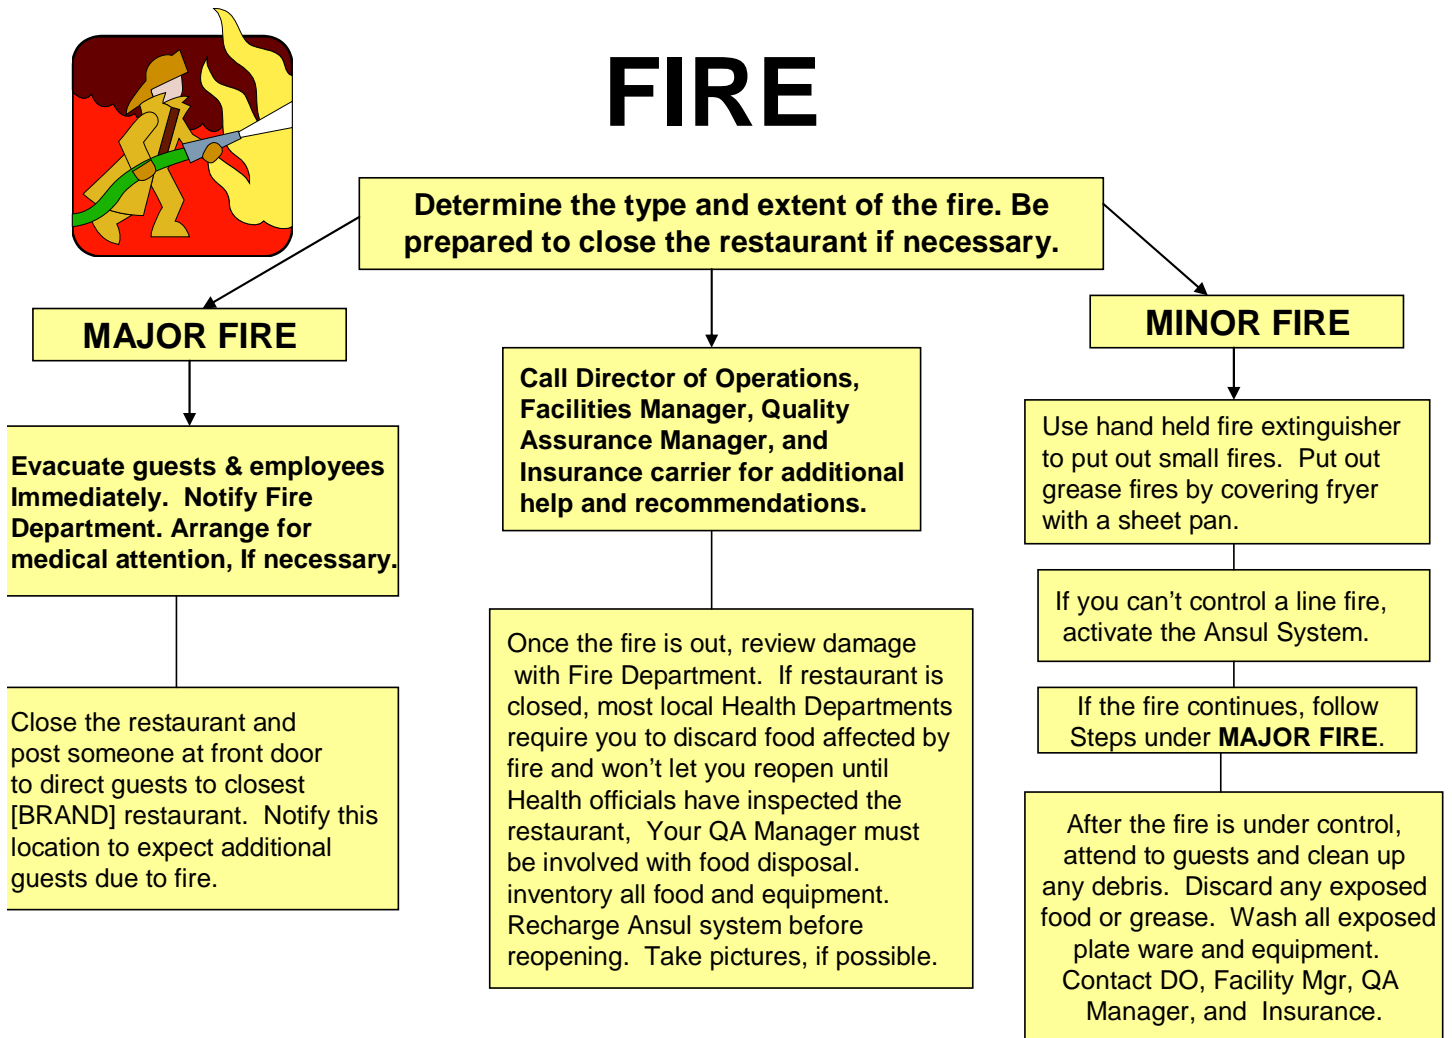 FIRE
Determine the type and extent of the fire. Be
prepared to close the restaurant if necessary.
MAJOR FIRE
Evacuate guests & employees
Immediately. Notify Fire
Department. Arrange for
medical attention, If necessary.
Close the restaurant and
post someone at front door
to direct guests to closest
[BRAND] restaurant. Notify this
location to expect additional
guests due to fire.
Call Director of Operations,
Facilities Manager, Quality
Assurance Manager, and
Insurance carrier for additional
help and recommendations.
Once the fire is out, review damage
with Fire Department. If restaurant is
closed, most local Health Departments
require you to discard food affected by
fire and won't let you reopen until
Health officials have inspected the
restaurant, Your QA Manager must
be involved with food disposal.
inventory all food and equipment.
Recharge Ansul system before
reopening. Take pictures, if possible.
MINOR FIRE
Use hand held fire extinguisher
to put out small fires. Put out
grease fires by covering fryer
with a sheet pan.
If you can't control a line fire,
activate the Ansul System.
If the fire continues, follow
Steps under MAJOR FIRE.
After the fire is under control,
attend to guests and clean up
any debris. Discard any exposed
food or grease. Wash all exposed
plate ware and equipment.
Contact DO, Facility Mgr, QA
Manager, and Insurance.